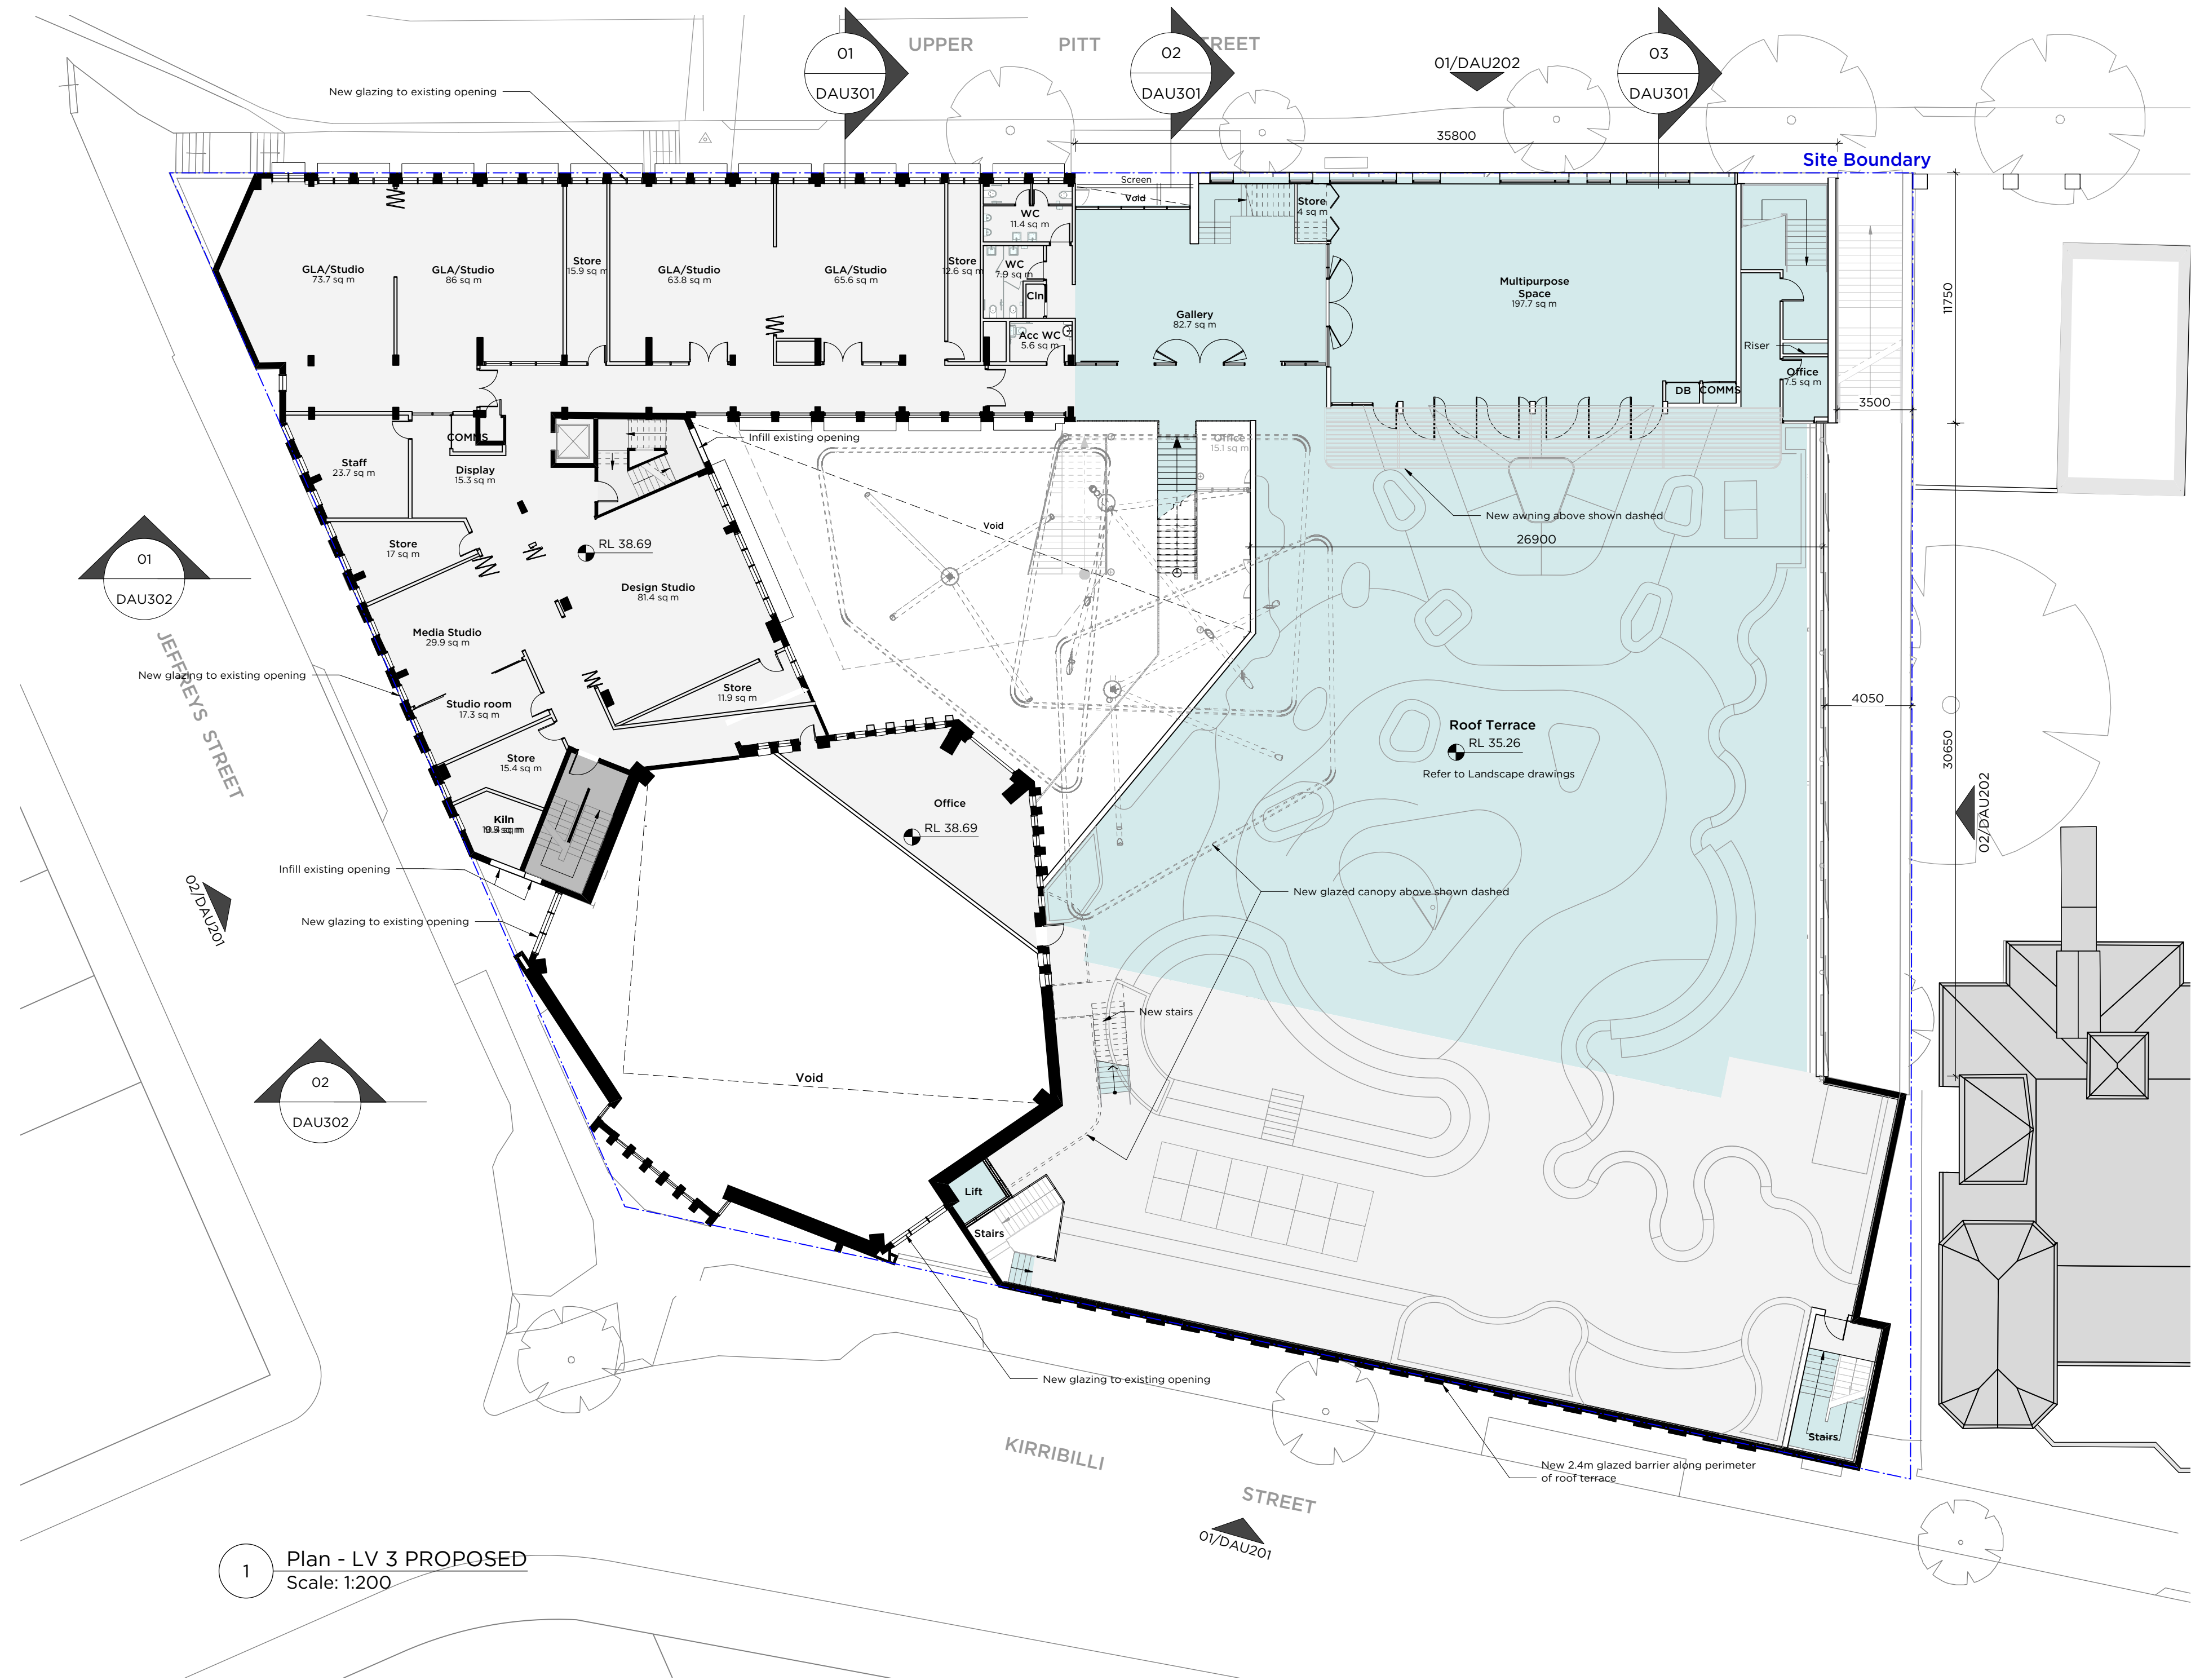 UPPER PITT STREET
01
DAU301
02
DAU301
01/DAU202
03
DAU301
New glazing to existing opening
35800
Site Boundary
Screen
Void
Store
4 sq m
WC
11.4 sq m
GLA/Studio
73.7 sq m
GLA/Studio
86 sq m
Store
15.9 sq m
GLA/Studio
63.8 sq m
GLA/Studio
65.6 sq m
Store
12.6 sq m
WC
7.9 sq m
Cln
Acc WC
5.6 sq m
Gallery
82.7 sq m
Multipurpose
Space
197.7 sq m
11750
Riser
Office
7.5 sq m
DB
COMMS
3500
COMMS
Infill existing opening
Office
15.1 sq m
Staff
23.7 sq m
Display
15.3 sq m
Void
New awning above shown dashed
26900
Store
17 sq m
RL 38.69
01
DAU302
Design Studio
81.4 sq m
Media Studio
29.9 sq m
JEFFREYS STREET
New glazing to existing opening
Store
11.9 sq m
Studio room
17.3 sq m
4050
30650
Roof Terrace
RL 35.26
Refer to Landscape drawings
Store
15.4 sq m
Office
RL 38.69
Kiln
02/DAU202
Infill existing opening
02/DAU201
New glazed canopy above shown dashed
New glazing to existing opening
New stairs
02
DAU302
Void
Lift
Stairs
New glazing to existing opening
Stairs
KIRRIBILLI
STREET
New 2.4m glazed barrier along perimeter
of roof terrace
01/DAU201
1
Plan - LV 3 PROPOSED
Scale: 1:200